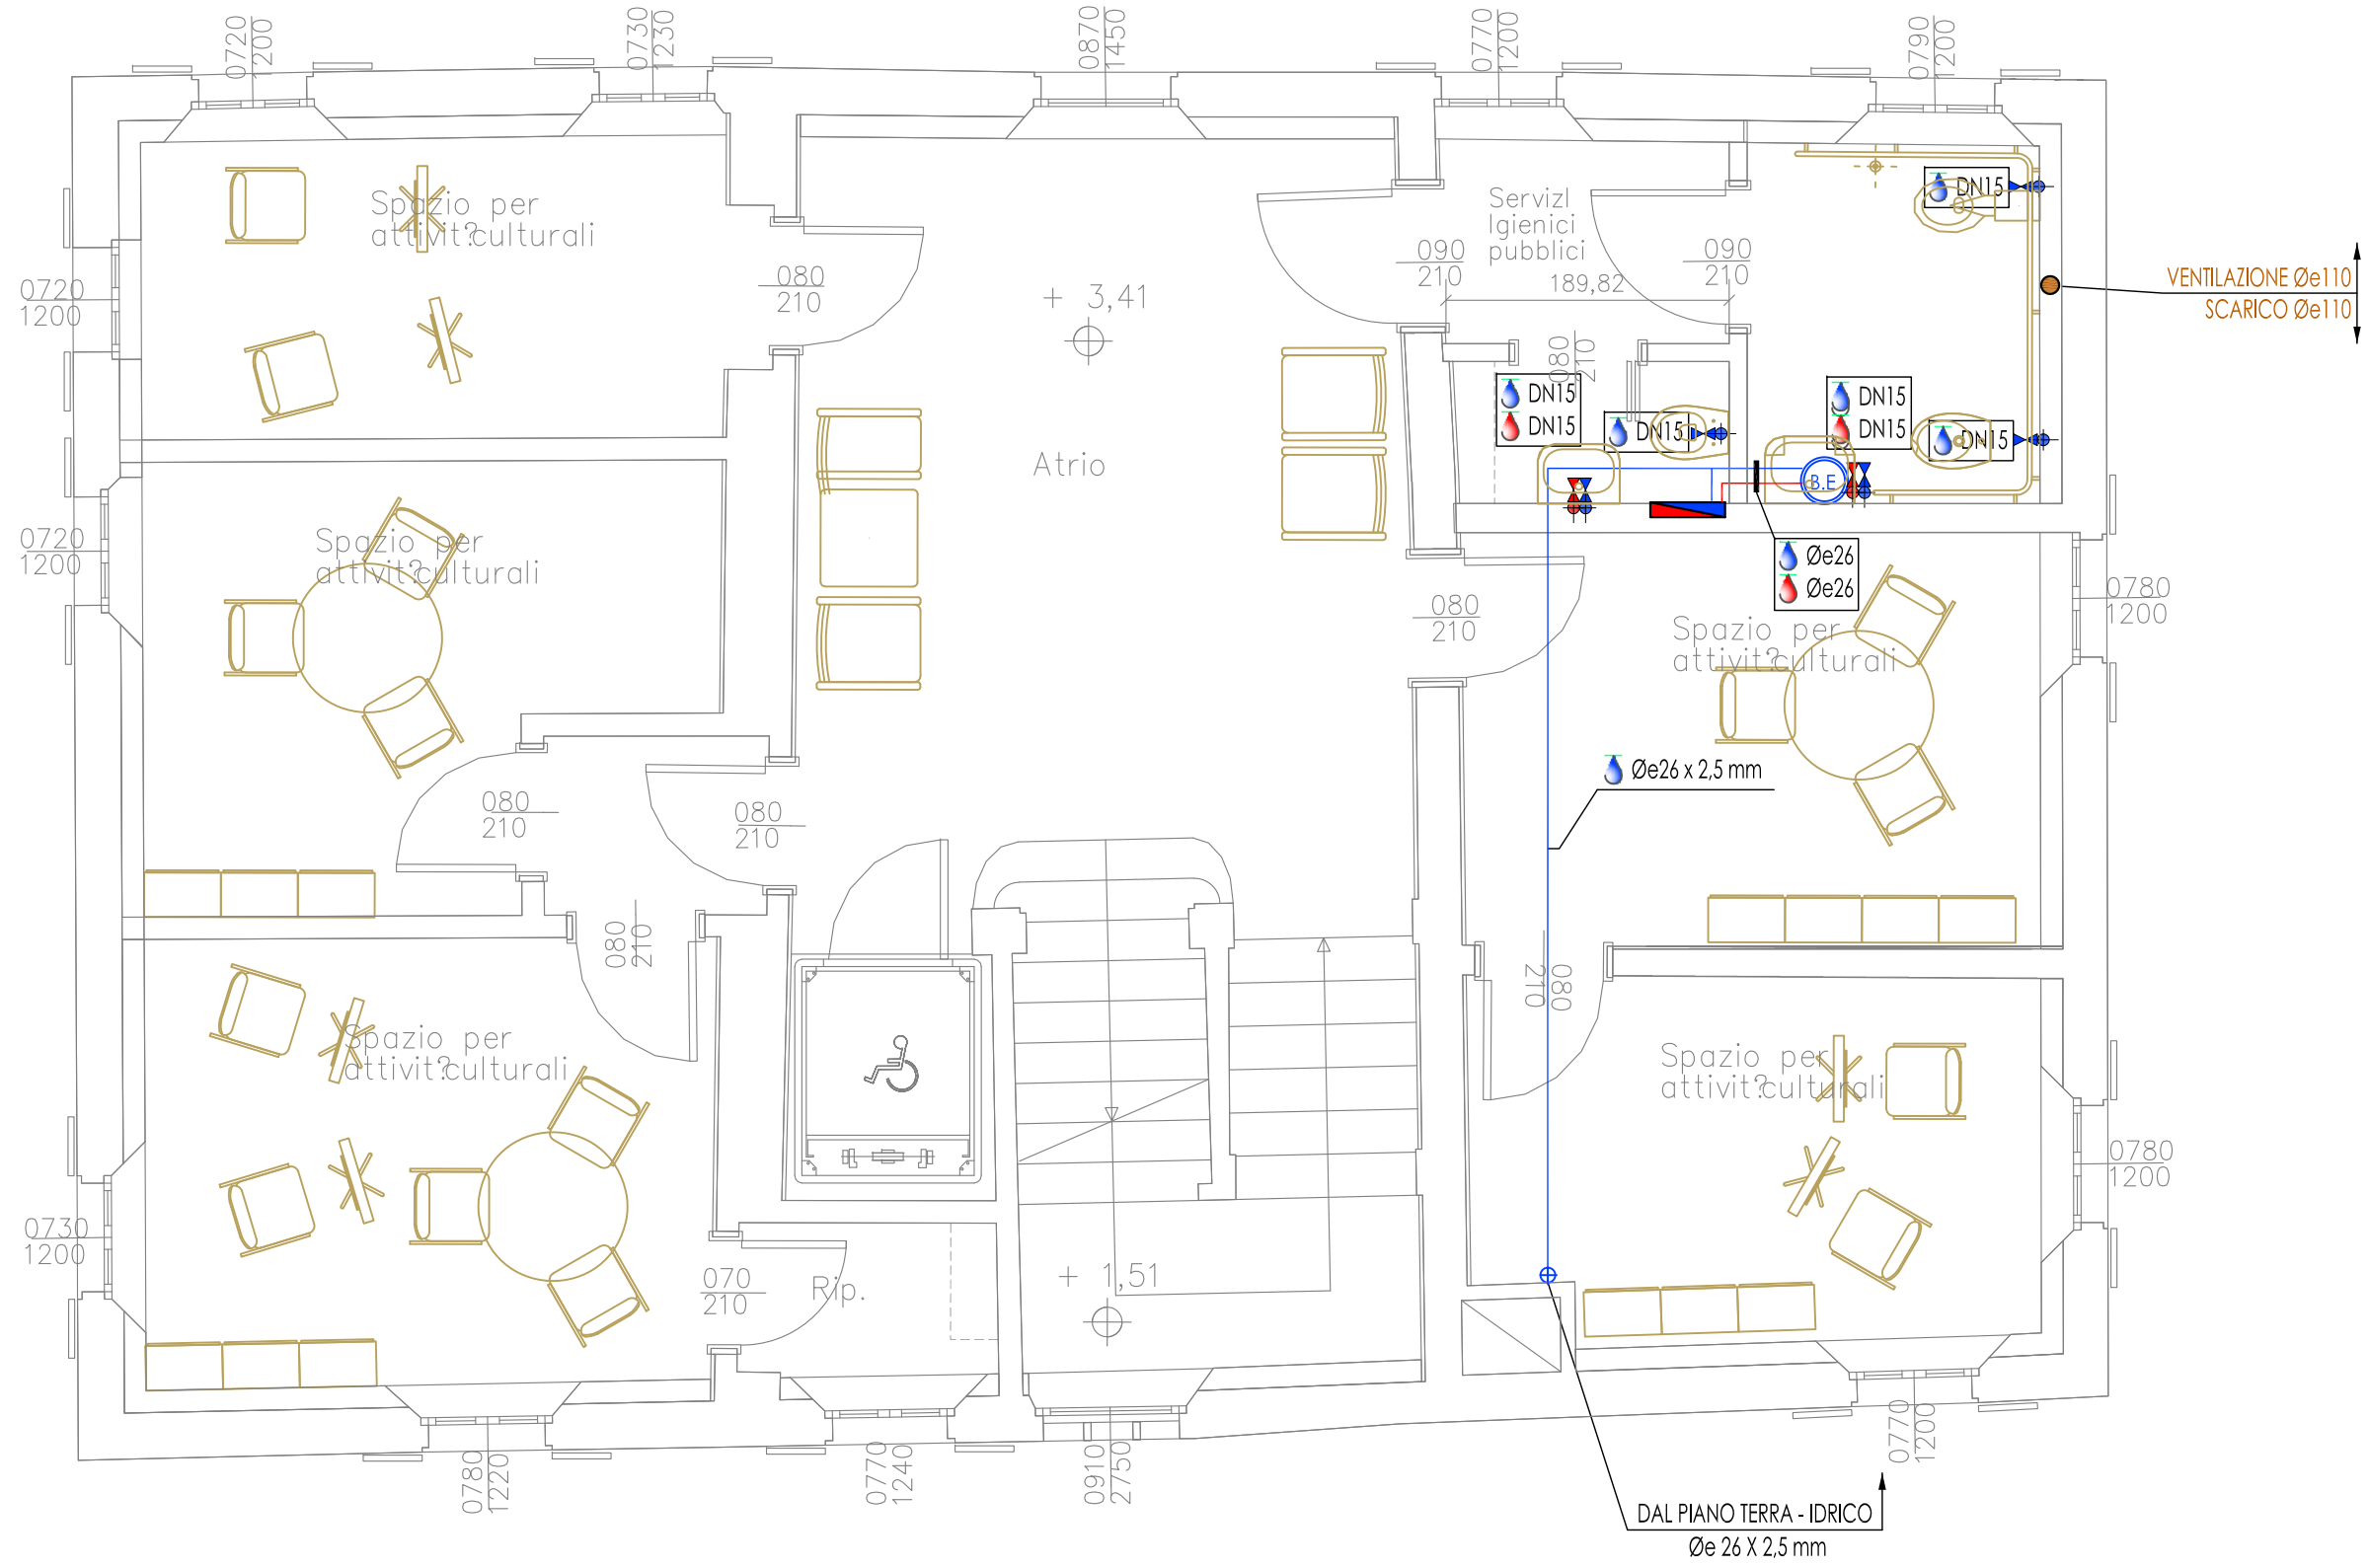 0720
1200
0730
1230
0870
1450
0770
1200
0790
1200
Spazio per
attivit?culturali
080
210
+ 3,41
Atrio
090
210
ServizI
Igienici
pubblici
189,82
090
210
DN15
VENTILAZIONE Øe110
SCARICO Øe110
0720
1200
080
210
DN15
DN15
DN15
DN15
DN15
DN15
B.E
Øe26
Øe26
0720
1200
Spazio per
attivit?culturali
080
210
Spazio per
attivit?culturali
0780
1200
Øe26 x 2,5 mm
080
210
080
210
080
210
080
210
Spazio per
attivit?culturali
Spazio per
attivit?culturali
0780
1200
0730
1200
070
210
Rip.
+ 1,51
0780
1220
0770
1240
0910
2750
0770
1200
DAL PIANO TERRA - IDRICO
Øe 26 X 2,5 mm